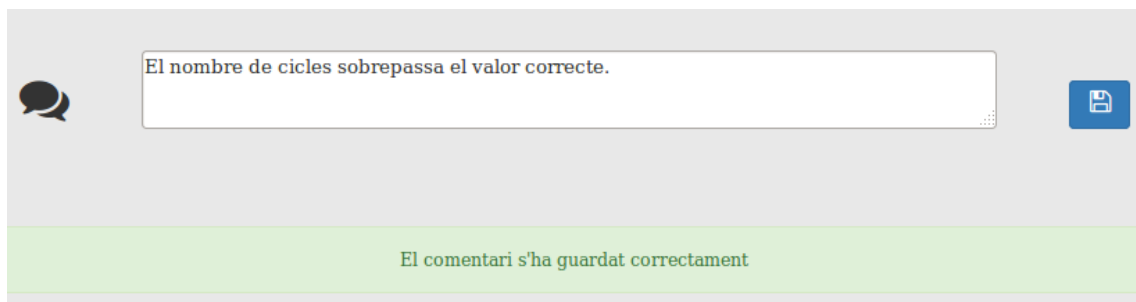 El nombre de cicles sobrepassa el valor correcte.
El comentari s'ha guardat correctament